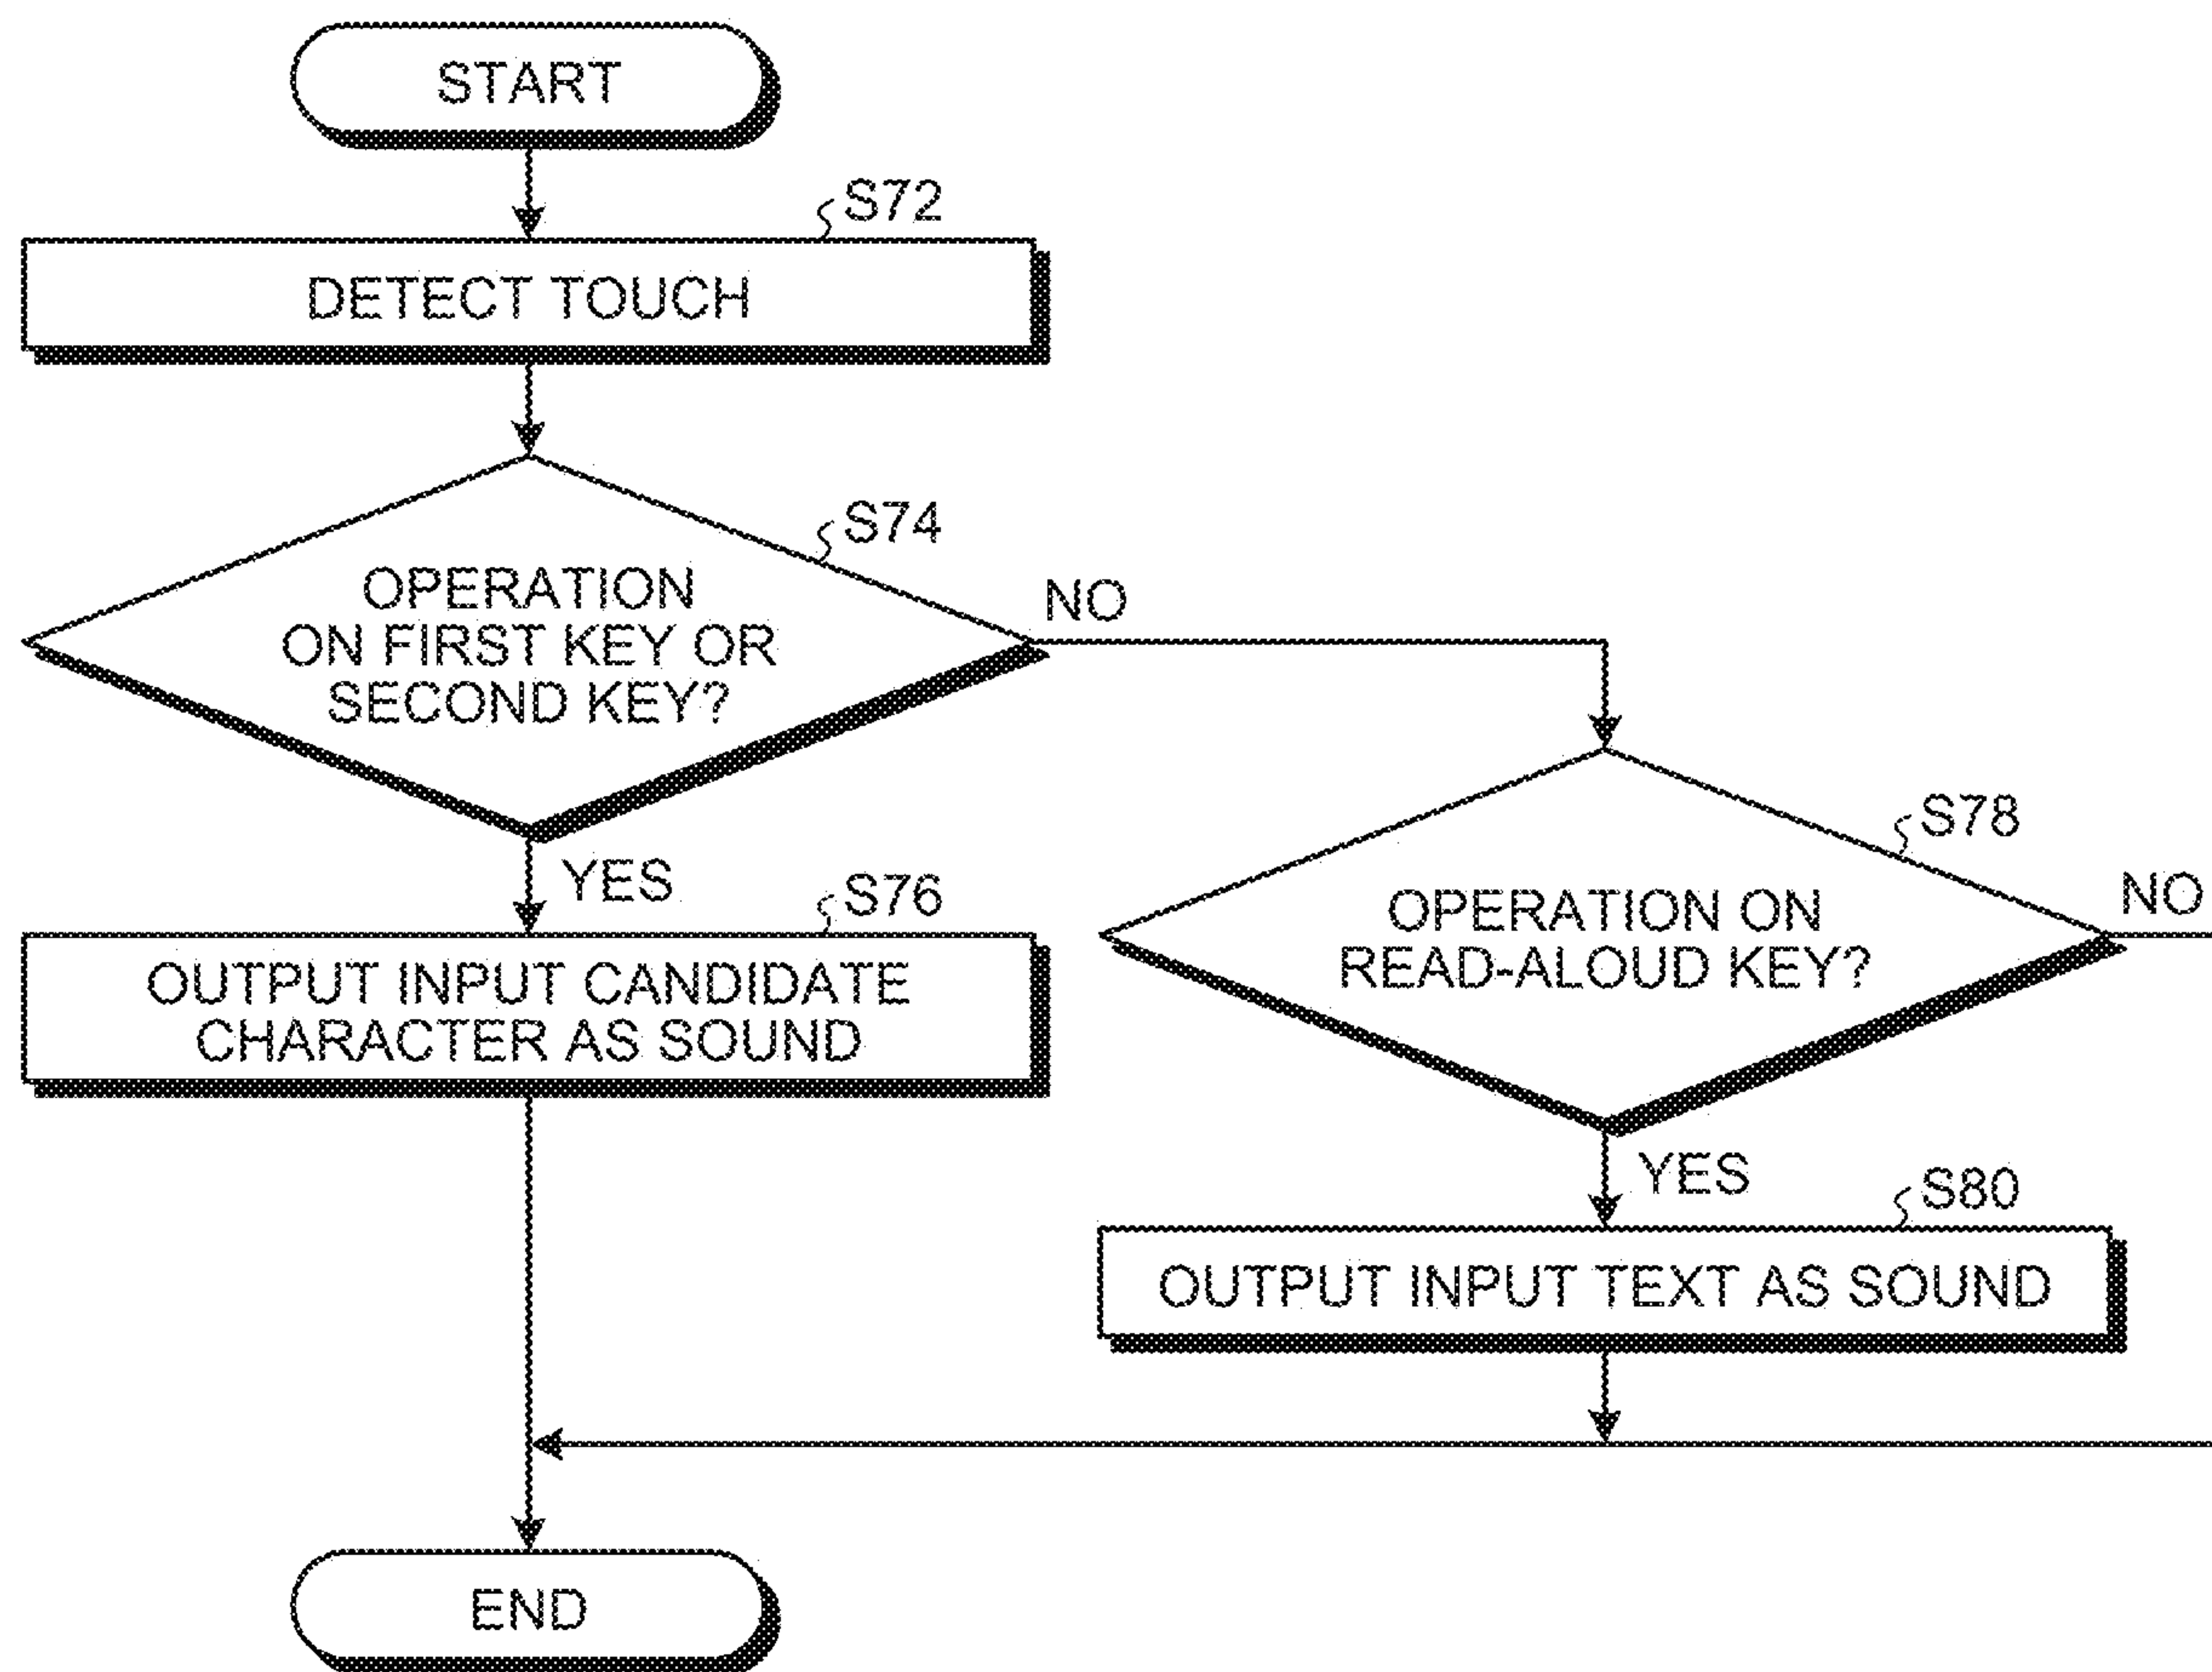 START
S72
DETECT TOUCH
S74
OPERATION
ON FIRST KEY OR
SECOND KEY?
NO
YES
S76
OUTPUT INPUT CANDIDATE
CHARACTER AS SOUND
S78
OPERATION ON
READ-ALOUD KEY?
NO
YES
S80
OUTPUT INPUT TEXT AS SOUND
END